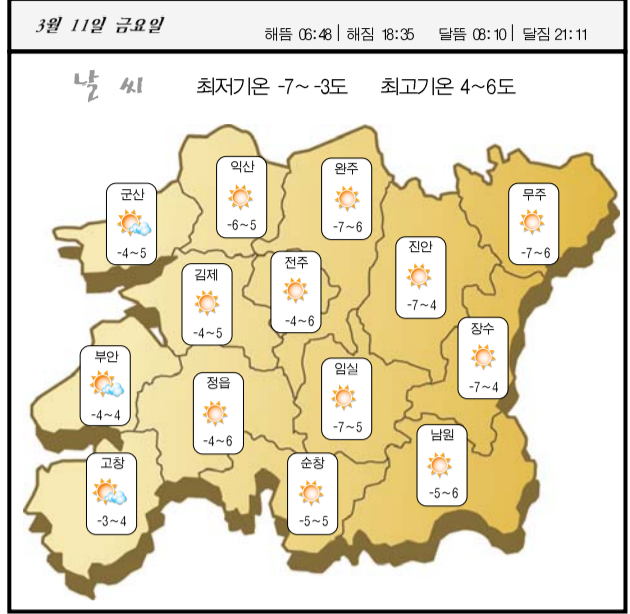 3월 11일 금요일
해뜸 06:48 | 해짐 18:35 달뜸 08:10 | 달짐 21:11
날 씨 최저기온 -7~ -3도 최고기온 4~6도
익산
-6~5
완주
-7~6
군산
-4~5
무주
-7~6
진안
-7~4
전주
-4~6
김제
-4~5
장수
-7~4
부안
-4~4
임실
-7~5
정읍
-4~6
남원
-5~6
고창
-3~4
순창
-5~5